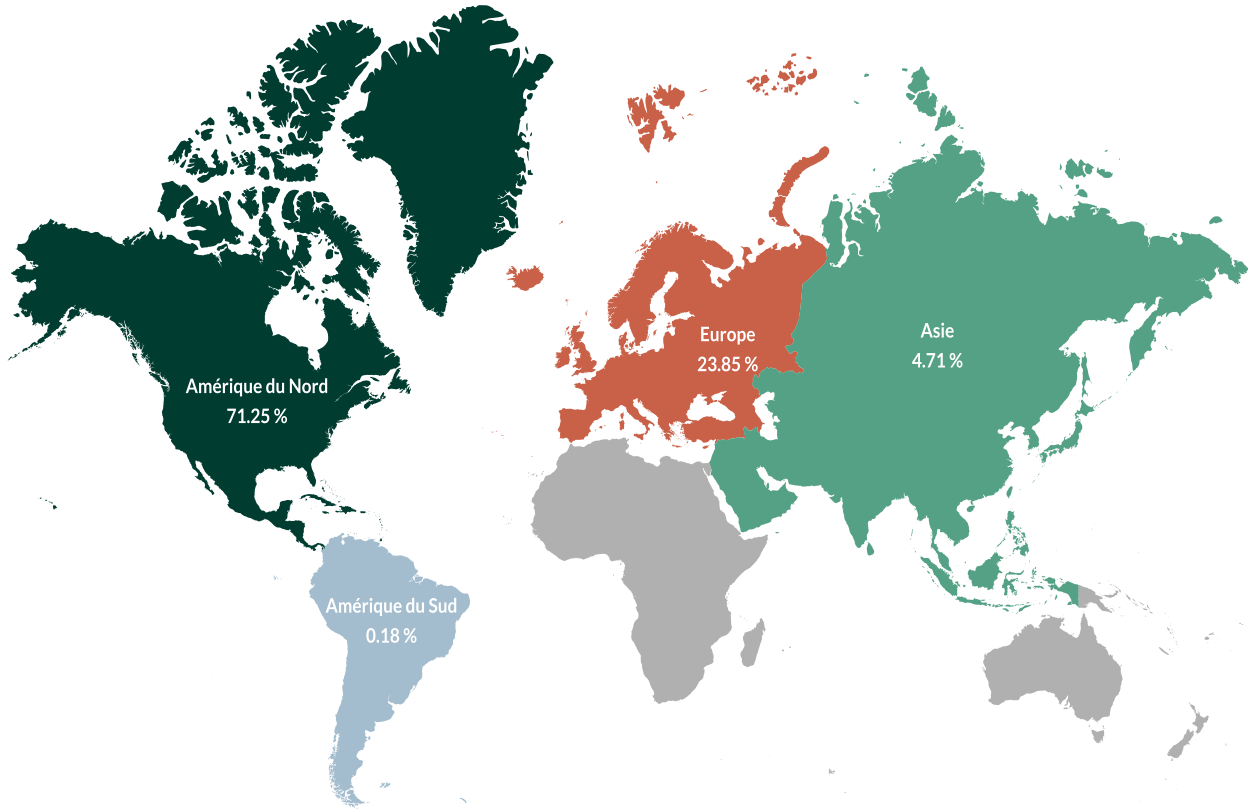 Europe
23.85 %
Asie
4.71 %
Amérique du Nord
71.25 %
Amérique du Sud
0.18 %